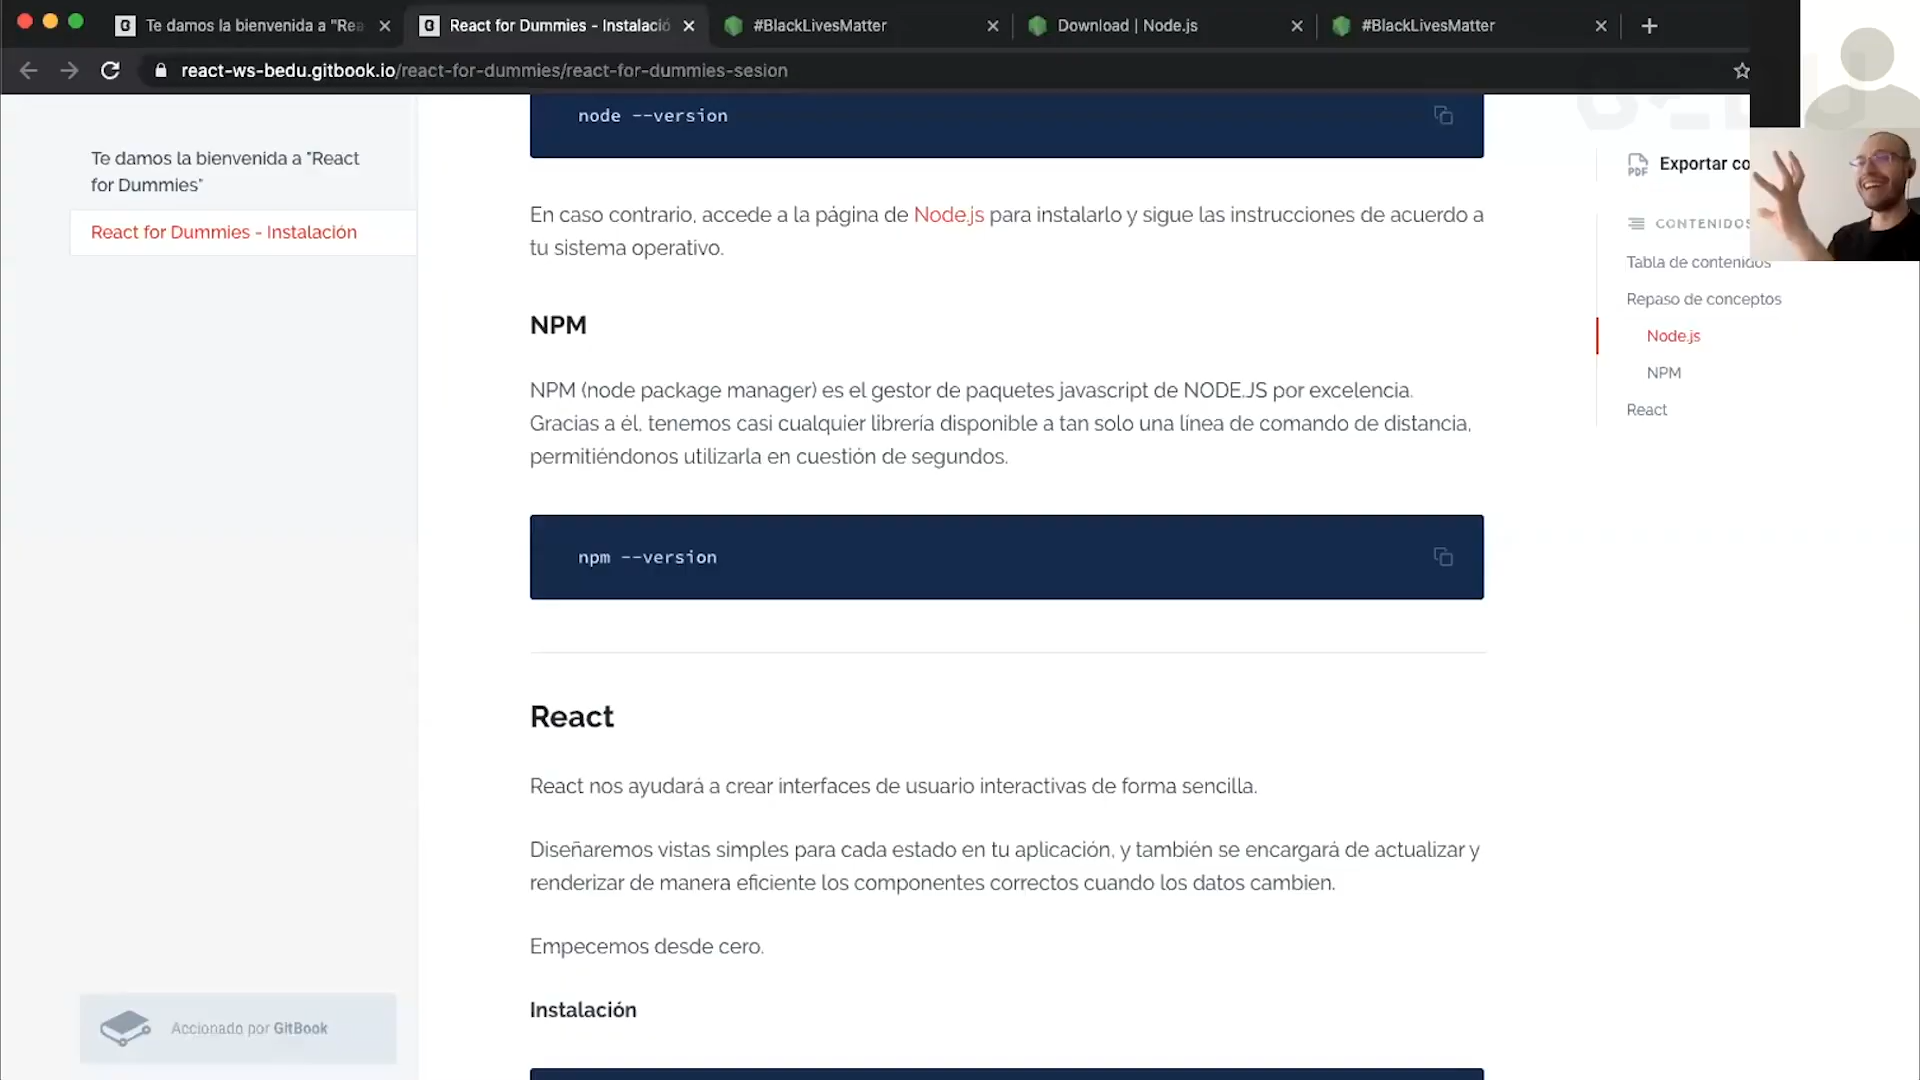 Te damos la bienvenida a "Rea
React for Dummies - Instalació
#BlackLivesMatter
Download | Node.js
#BlackLivesMatter
react-ws-bedu.gitbook.io/react-for-dummies/react-for-dummies-sesion
Te damos la bienvenida a "React
for Dummies"
React for Dummies - Instalación
Accionado por GitBook
node --version
En caso contrario, accede a la página de Node.js para instalarlo y sigue las instrucciones de acuerdo a
tu sistema operativo.
NPM
NPM (node package manager) es el gestor de paquetes javascript de NODE.JS por excelencia.
Gracias a él, tenemos casi cualquier librería disponible a tan solo una línea de comando de distancia,
permitiéndonos utilizarla en cuestión de segundos.
npm --version
React
React nos ayudará a crear interfaces de usuario interactivas de forma sencilla.
Diseñaremos vistas simples para cada estado en tu aplicación, y también se encargará de actualizar y
renderizar de manera eficiente los componentes correctos cuando los datos cambien.
Empecemos desde cero.
Instalación
BEDU
PDF
Exportar co
CONTENIDOS
Tabla de contenidos
Repaso de conceptos
Node.js
NPM
React